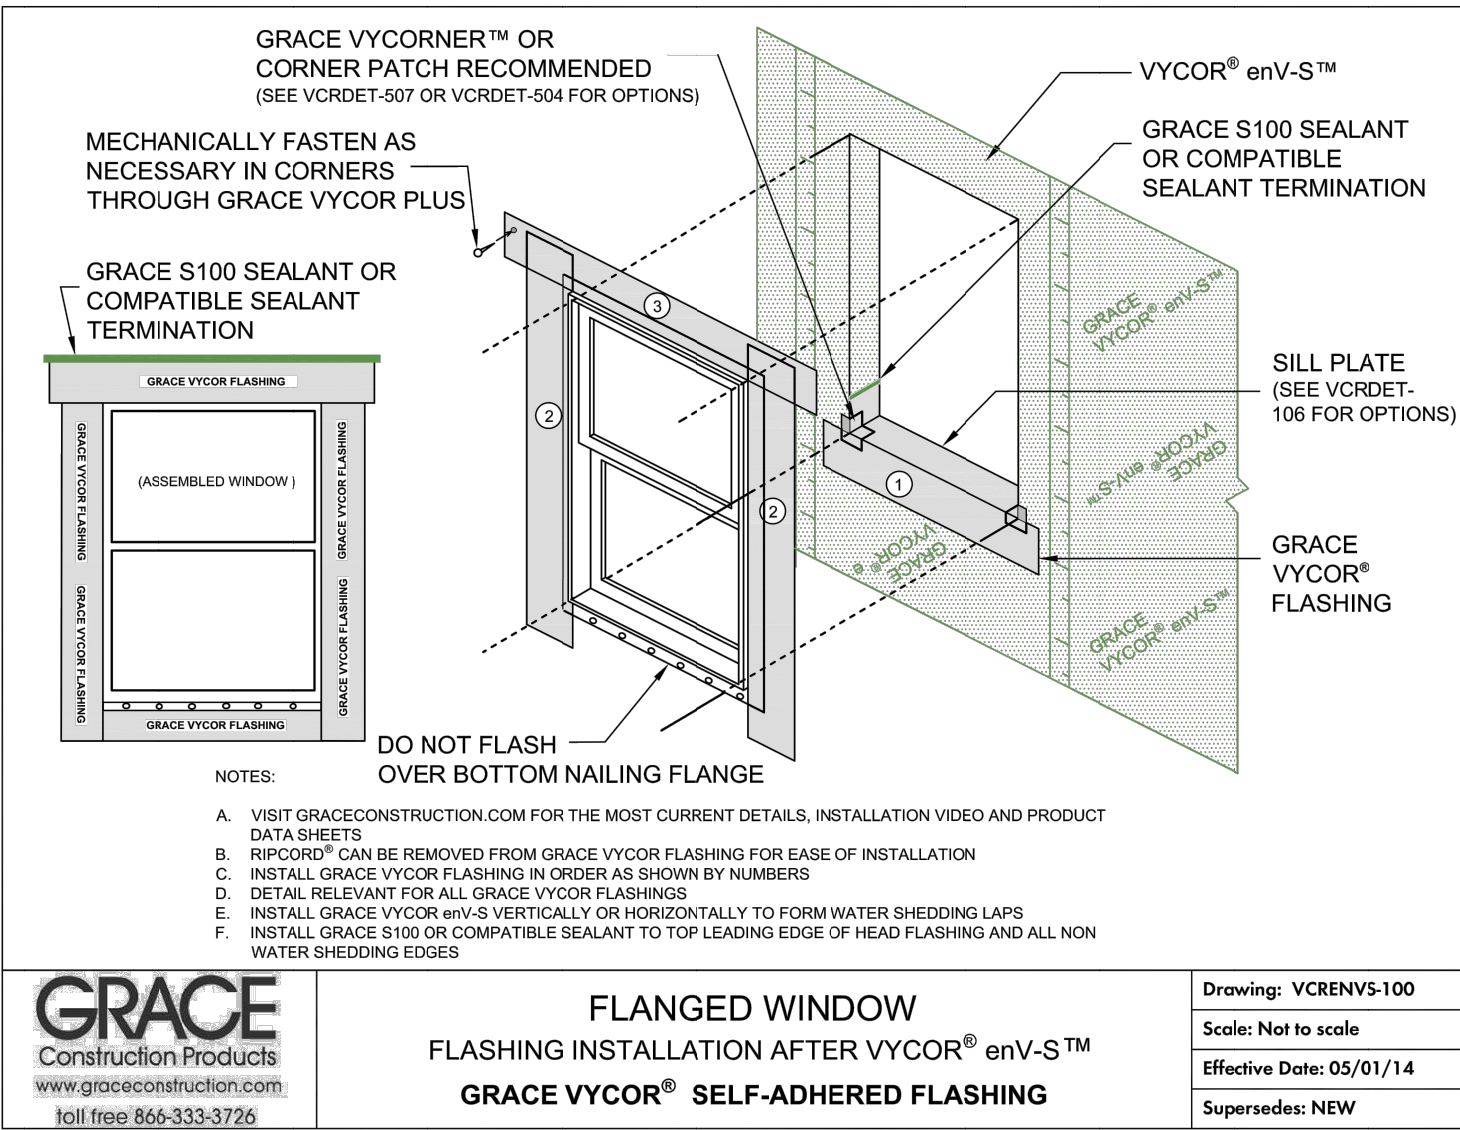 GRACE VYCORNER™ OR
CORNER PATCH RECOMMENDED
(SEE VCRDET-507 OR VCRDET-504 FOR OPTIONS)
VYCOR® enV-S™
GRACE S100 SEALANT
OR COMPATIBLE
SEALANT TERMINATION
MECHANICALLY FASTEN AS
NECESSARY IN CORNERS
THROUGH GRACE VYCOR PLUS
GRACE S100 SEALANT OR
COMPATIBLE SEALANT
TERMINATION
GRACE VYCOR FLASHING
GRACE VYCOR FLASHING
GRACE VYCOR FLASHING
(ASSEMBLED WINDOW )
GRACE VYCOR FLASHING
GRACE VYCOR FLASHING
GRACE VYCOR FLASHING
3
2
2
1
GRACE
VYCOR® enV-S™
GRACE
VYCOR® enV-S™
GRACE
VYCOR® e
GRACE
VYCOR® enV-S™
SILL PLATE
(SEE VCRDET-
106 FOR OPTIONS)
GRACE
VYCOR®
FLASHING
DO NOT FLASH
OVER BOTTOM NAILING FLANGE
NOTES:
A. VISIT GRACECONSTRUCTION.COM FOR THE MOST CURRENT DETAILS, INSTALLATION VIDEO AND PRODUCT
DATA SHEETS
B. RIPCORD® CAN BE REMOVED FROM GRACE VYCOR FLASHING FOR EASE OF INSTALLATION
C. INSTALL GRACE VYCOR FLASHING IN ORDER AS SHOWN BY NUMBERS
D. DETAIL RELEVANT FOR ALL GRACE VYCOR FLASHINGS
E. INSTALL GRACE VYCOR enV-S VERTICALLY OR HORIZONTALLY TO FORM WATER SHEDDING LAPS
F. INSTALL GRACE S100 OR COMPATIBLE SEALANT TO TOP LEADING EDGE OF HEAD FLASHING AND ALL NON
WATER SHEDDING EDGES
GRACE
Construction Products
www.graceconstruction.com
toll free 866-333-3726
FLANGED WINDOW
FLASHING INSTALLATION AFTER VYCOR® enV-S™
GRACE VYCOR® SELF-ADHERED FLASHING
Drawing: VCRENVS-100
Scale: Not to scale
Effective Date: 05/01/14
Supersedes: NEW